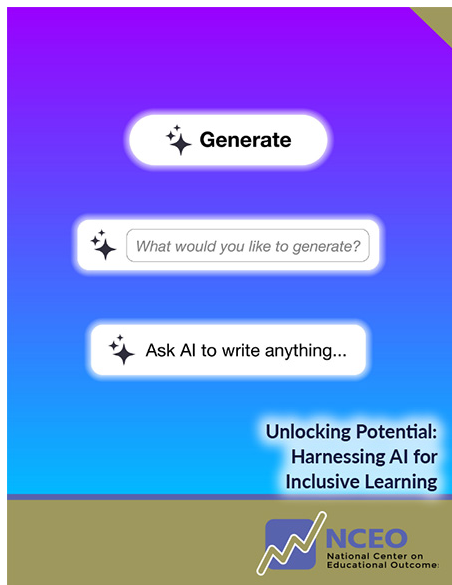 Generate
What would you like to generate?
Ask AI to write anything...
Unlocking Potential:
Harnessing AI for
Inclusive Learning
NCEO
National Center on
Educational Outcome: